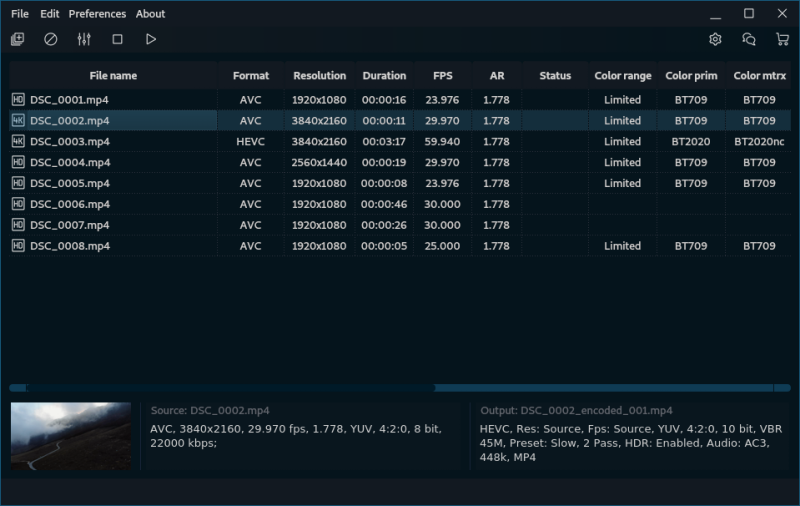 File Edit Preferences About
File name Format Resolution Duration FPS AR Status Color range Color prim Color mtrx
HD DSC_0001.mp4 AVC 1920x1080 00:00:16 23.976 1.778 Limited BT709 BT709
4K DSC_0002.mp4 AVC 3840x2160 00:00:11 29.970 1.778 Limited BT709 BT709
4K DSC_0003.mp4 HEVC 3840x2160 00:03:17 59.940 1.778 Limited BT2020 BT2020nc
HD DSC_0004.mp4 AVC 2560x1440 00:00:19 29.970 1.778 Limited BT709 BT709
HD DSC_0005.mp4 AVC 1920x1080 00:00:08 23.976 1.778 Limited BT709 BT709
HD DSC_0006.mp4 AVC 1920x1080 00:00:46 30.000 1.778
HD DSC_0007.mp4 AVC 1920x1080 00:00:26 30.000 1.778
HD DSC_0008.mp4 AVC 1920x1080 00:00:05 25.000 1.778 Limited BT709 BT709
Source: DSC_0002.mp4
AVC, 3840x2160, 29.970 fps, 1.778, YUV, 4:2:0, 8 bit,
22000 kbps;
Output: DSC_0002_encoded_001.mp4
HEVC, Res: Source, Fps: Source, YUV, 4:2:0, 10 bit, VBR
45M, Preset: Slow, 2 Pass, HDR: Enabled, Audio: AC3,
448k, MP4